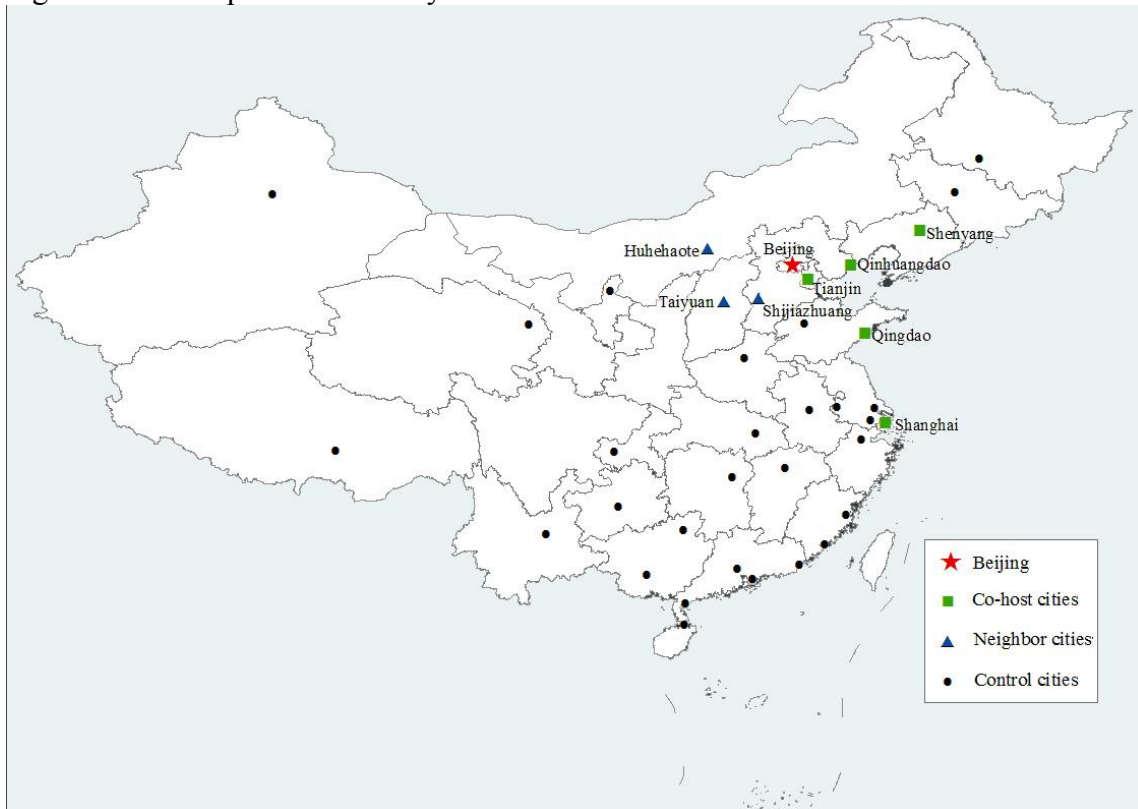 Beijing
Shenyang
Huhehaote
Qinhuangdao
Tianjin
Taiyuan
Shijiazhuang
Qingdao
Shanghai
Beijing
Co-host cities
Neighbor cities
Control cities